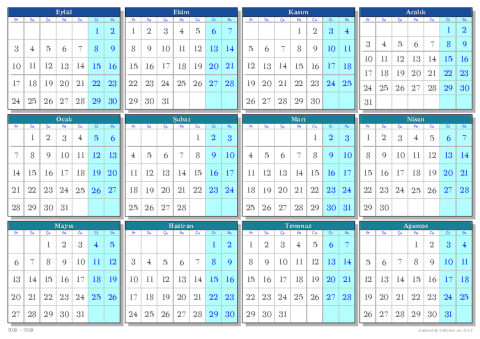 Eylül
Pt Sa Ça Pe Cu Ct Pa
1 2
3 4 5 6 7 8 9
10 11 12 13 14 15 16
17 18 19 20 21 22 23
24 25 26 27 28 29 30
Ekim
Pt Sa Ça Pe Cu Ct Pa
1 2 3 4 5 6 7
8 9 10 11 12 13 14
15 16 17 18 19 20 21
22 23 24 25 26 27 28
29 30 31
Kasım
Pt Sa Ça Pe Cu Ct Pa
1 2 3 4
5 6 7 8 9 10 11
12 13 14 15 16 17 18
19 20 21 22 23 24 25
26 27 28 29 30
Aralık
Pt Sa Ça Pe Cu Ct Pa
1 2
3 4 5 6 7 8 9
10 11 12 13 14 15 16
17 18 19 20 21 22 23
24 25 26 27 28 29 30
31
Ocak
Pt Sa Ça Pe Cu Ct Pa
1 2 3 4 5 6
7 8 9 10 11 12 13
14 15 16 17 18 19 20
21 22 23 24 25 26 27
28 29 30 31
Şubat
Pt Sa Ça Pe Cu Ct Pa
1 2 3
4 5 6 7 8 9 10
11 12 13 14 15 16 17
18 19 20 21 22 23 24
25 26 27 28
Mart
Pt Sa Ça Pe Cu Ct Pa
1 2 3
4 5 6 7 8 9 10
11 12 13 14 15 16 17
18 19 20 21 22 23 24
25 26 27 28 29 30 31
Nisan
Pt Sa Ça Pe Cu Ct Pa
1 2 3 4 5 6 7
8 9 10 11 12 13 14
15 16 17 18 19 20 21
22 23 24 25 26 27 28
29 30
Mayıs
Pt Sa Ça Pe Cu Ct Pa
1 2 3 4 5
6 7 8 9 10 11 12
13 14 15 16 17 18 19
20 21 22 23 24 25 26
27 28 29 30 31
Haziran
Pt Sa Ça Pe Cu Ct Pa
1 2
3 4 5 6 7 8 9
10 11 12 13 14 15 16
17 18 19 20 21 22 23
24 25 26 27 28 29 30
Temmuz
Pt Sa Ça Pe Cu Ct Pa
1 2 3 4 5 6 7
8 9 10 11 12 13 14
15 16 17 18 19 20 21
22 23 24 25 26 27 28
29 30 31
Ağustos
Pt Sa Ça Pe Cu Ct Pa
1 2 3 4
5 6 7 8 9 10 11
12 13 14 15 16 17 18
19 20 21 22 23 24 25
26 27 28 29 30 31
2018 - 2019